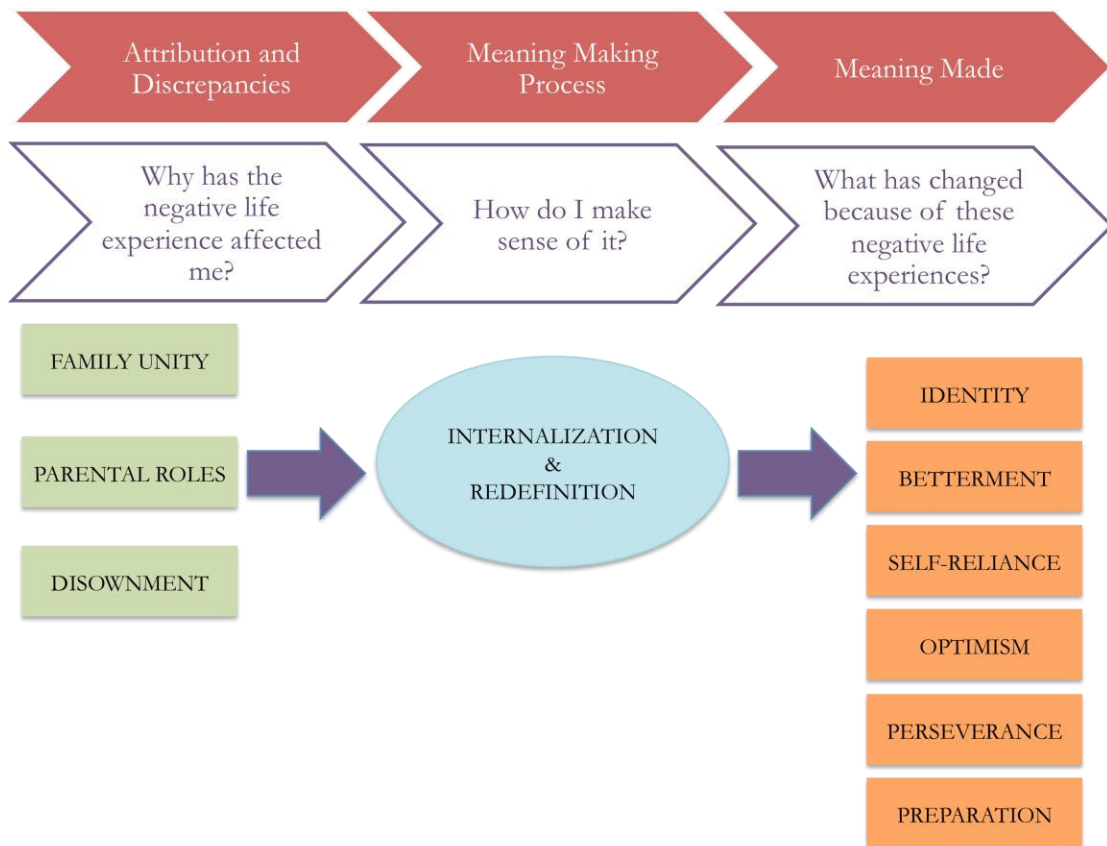 Attribution and
Discrepancies
Meaning Making
Process
Meaning Made
Why has the
negative life
experience affected
me?
How do I make
sense of it?
What has changed
because of these
negative life
experiences?
FAMILY UNITY
PARENTAL ROLES
DISOWNMENT
INTERNALIZATION
&
REDEFINITION
IDENTITY
BETTERMENT
SELF-RELIANCE
OPTIMISM
PERSEVERANCE
PREPARATION